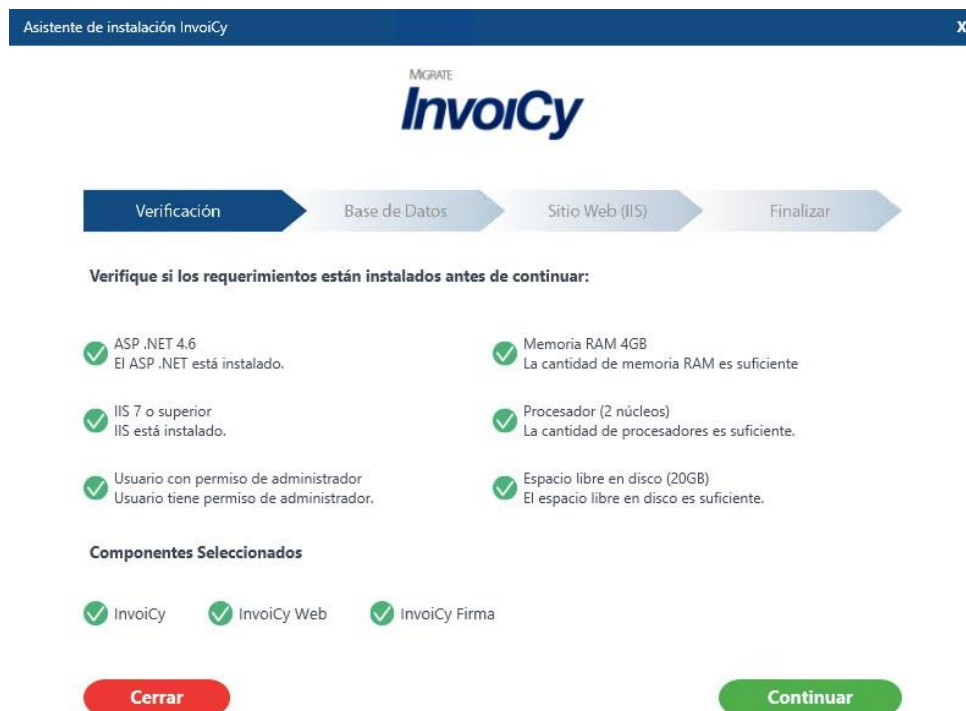 Asistente de instalación InvoiCy
X
MIGRATE
InvoiCy
Verificación
Base de Datos
Sitio Web (IIS)
Finalizar
Verifique si los requerimientos están instalados antes de continuar:
ASP .NET 4.6
El ASP .NET está instalado.
Memoria RAM 4GB
La cantidad de memoria RAM es suficiente
IIS 7 o superior
IIS está instalado.
Procesador (2 núcleos)
La cantidad de procesadores es suficiente.
Usuario con permiso de administrador
Usuario tiene permiso de administrador.
Espacio libre en disco (20GB)
El espacio libre en disco es suficiente.
Componentes Seleccionados
InvoiCy
InvoiCy Web
InvoiCy Firma
Cerrar
Continuar